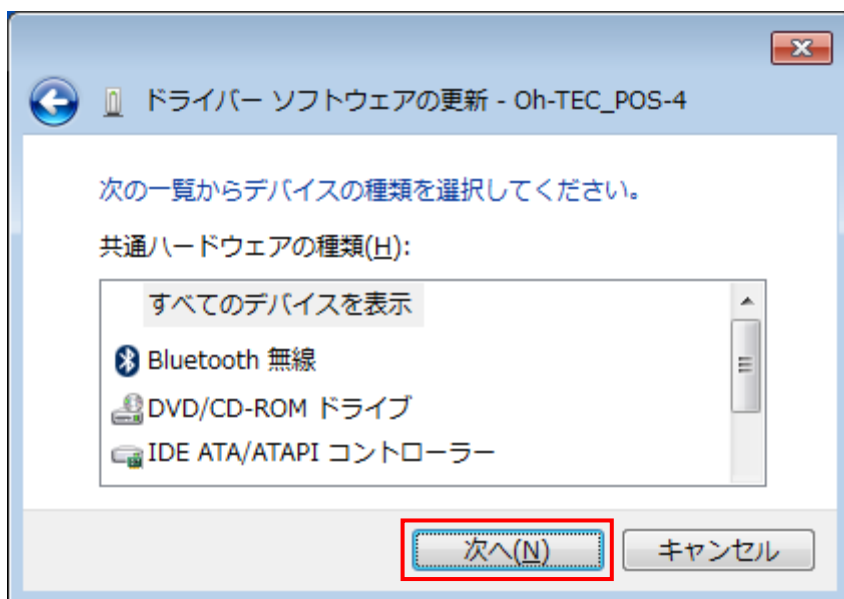 ドライバー ソフトウェアの更新 - Oh-TEC_POS-4
次の一覧からデバイスの種類を選択してください。
共通ハードウェアの種類(H):
すべてのデバイスを表示
Bluetooth 無線
DVD/CD-ROM ドライブ
IDE ATA/ATAPI コントローラー
次へ(N)
キャンセル